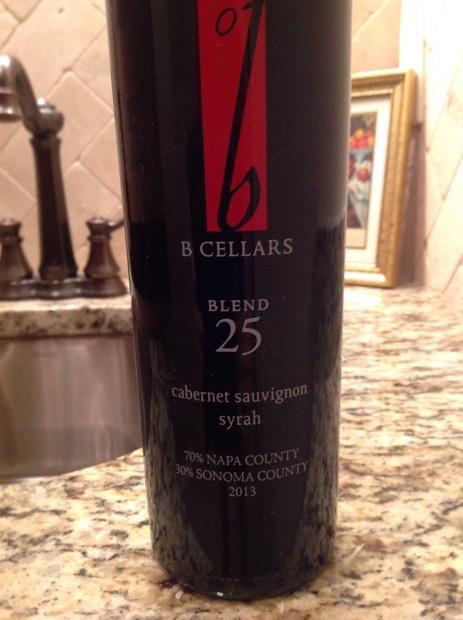 b
B CELLARS
BLEND
25
cabernet sauvignon
syrah
70% NAPA COUNTY
30% SONOMA COUNTY
2013